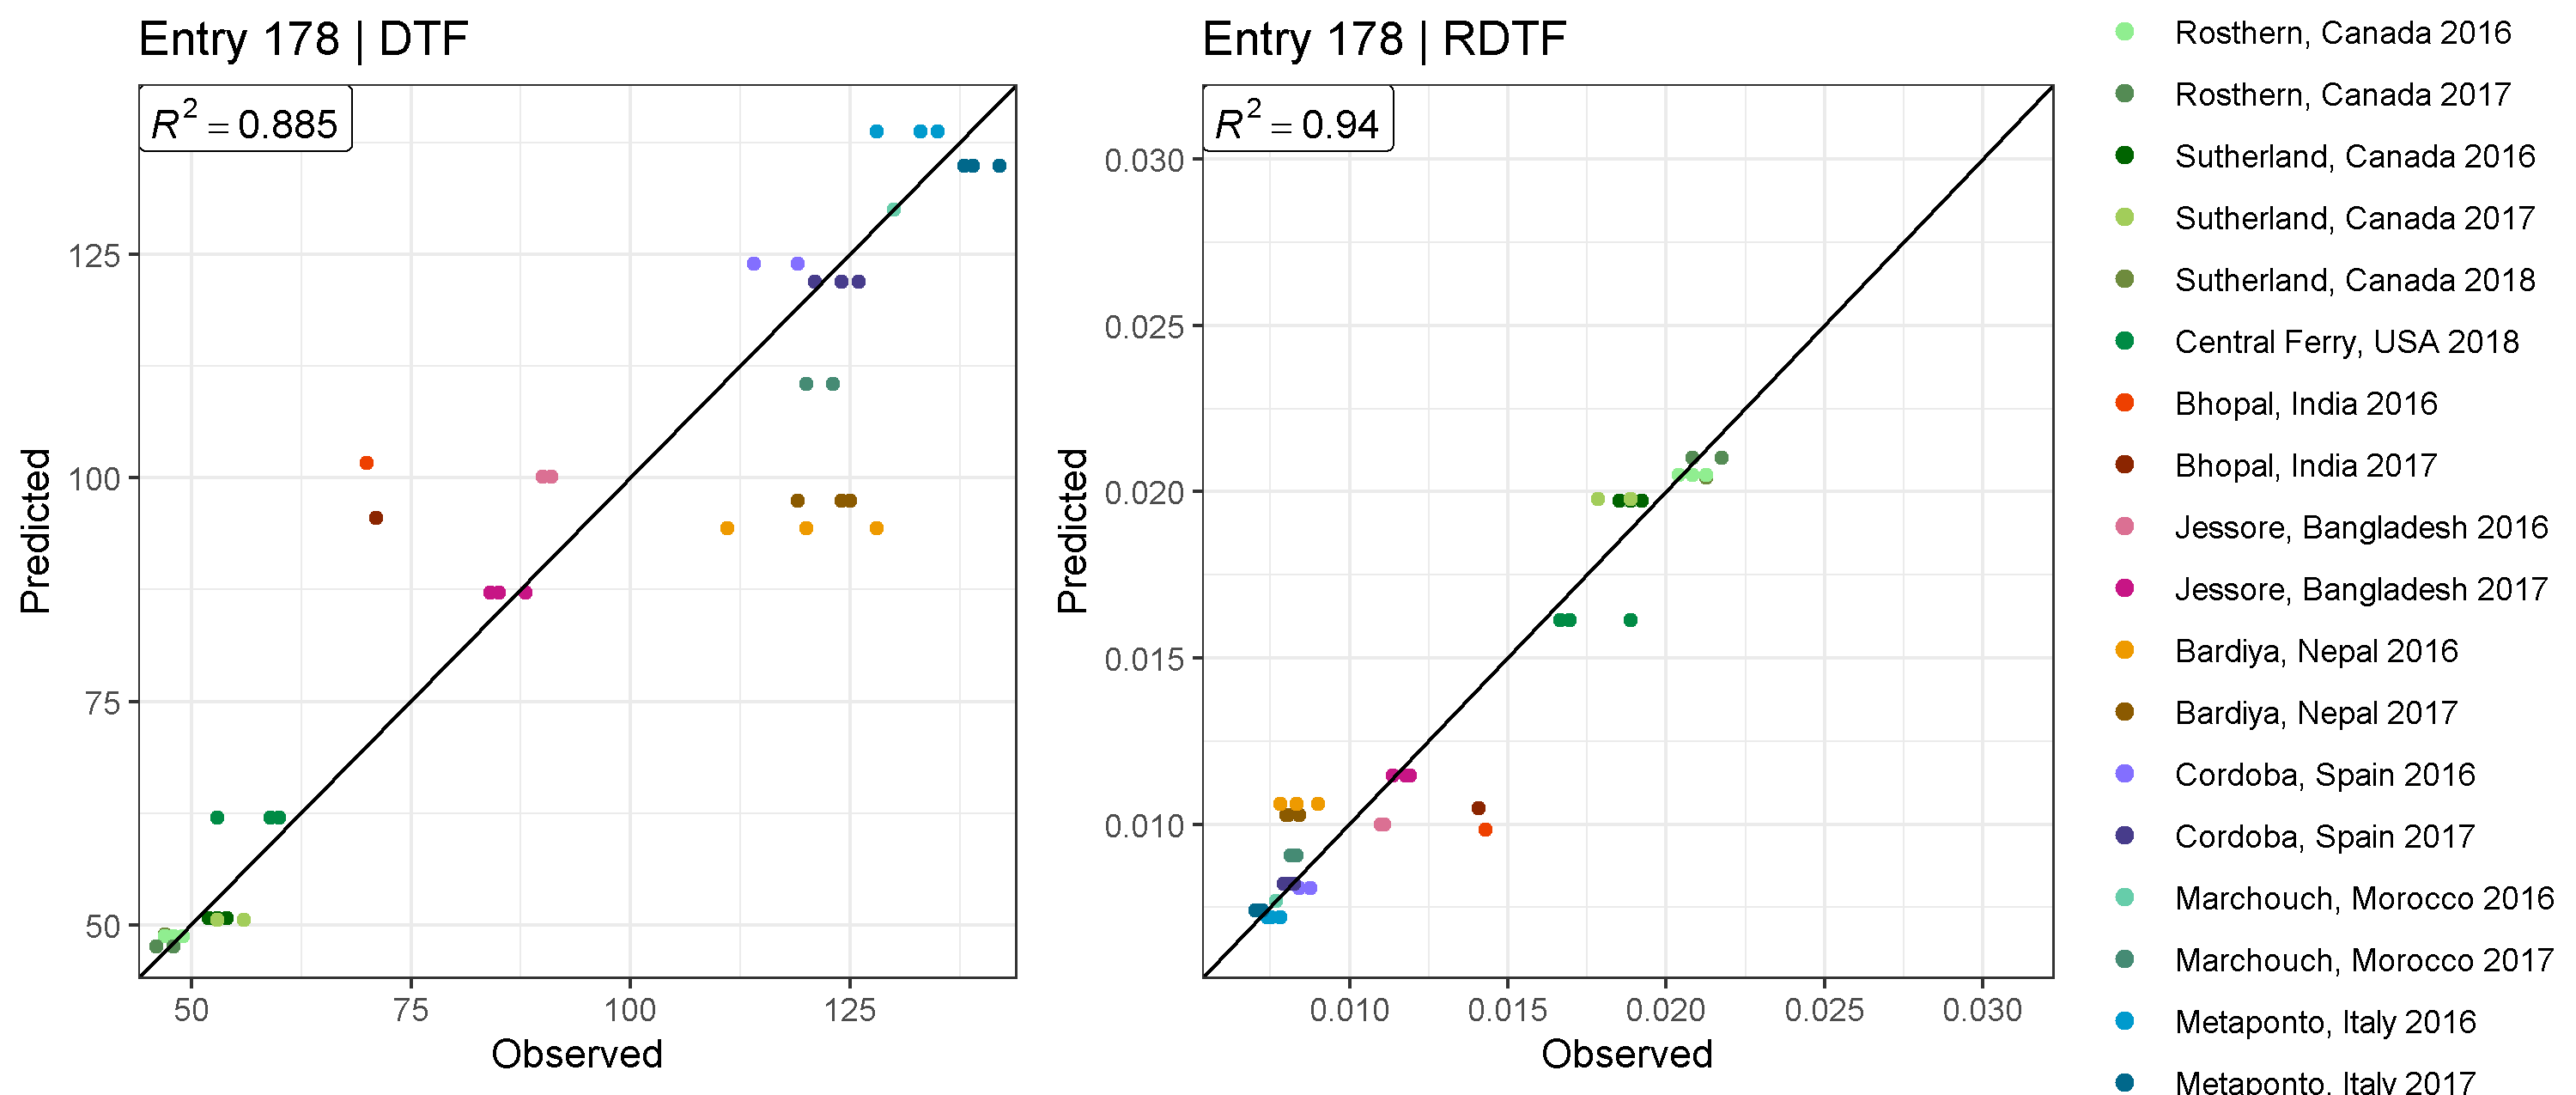 Entry 178 | DTF
R² = 0.885
125
100
75
50
50 75 100 125
Observed
Predicted
Entry 178 | RDTF
R² = 0.94
0.030
0.025
0.020
0.015
0.010
0.010 0.015 0.020 0.025 0.030
Observed
Predicted
Rosthern, Canada 2016
Rosthern, Canada 2017
Sutherland, Canada 2016
Sutherland, Canada 2017
Sutherland, Canada 2018
Central Ferry, USA 2018
Bhopal, India 2016
Bhopal, India 2017
Jessore, Bangladesh 2016
Jessore, Bangladesh 2017
Bardiya, Nepal 2016
Bardiya, Nepal 2017
Cordoba, Spain 2016
Cordoba, Spain 2017
Marchouch, Morocco 2016
Marchouch, Morocco 2017
Metaponto, Italy 2016
Metaponto, Italy 2017